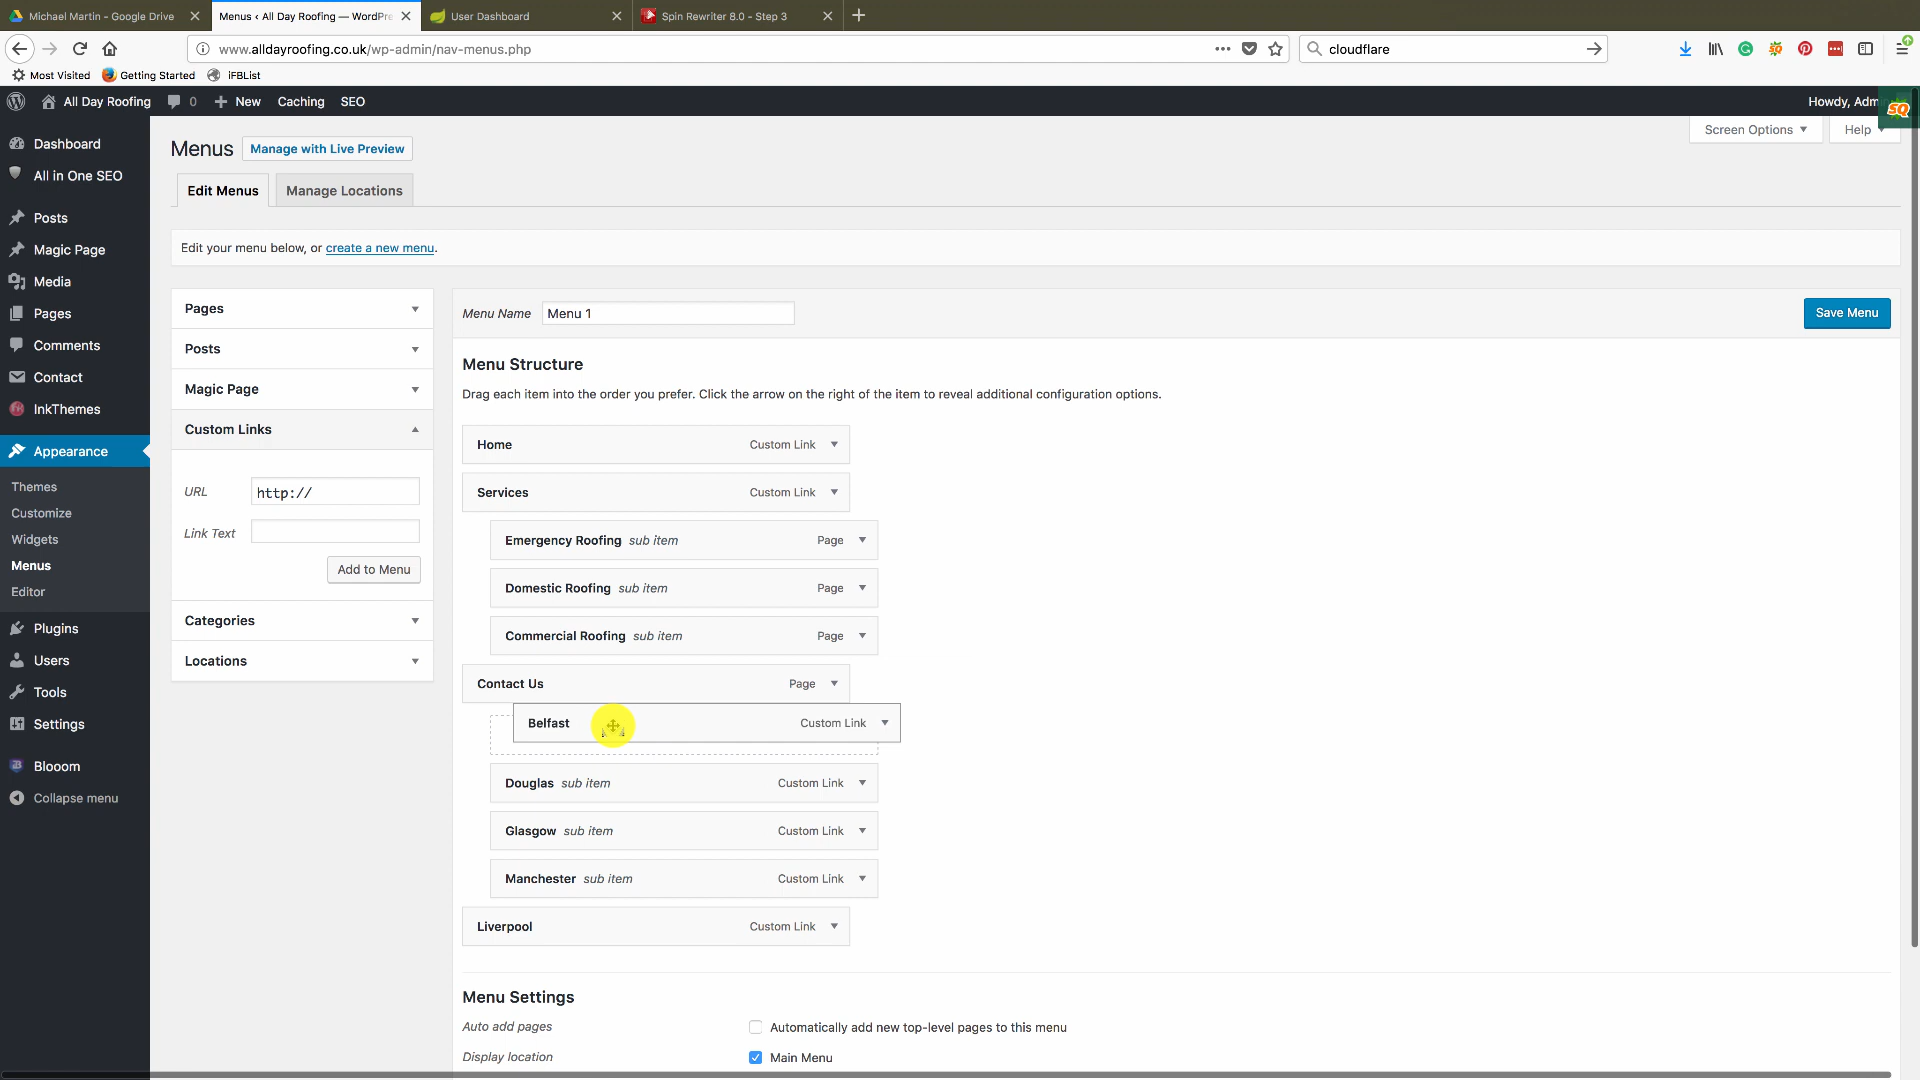 Michael Martin - Google Drive
Menus ‹ All Day Roofing — WordPre
User Dashboard
Spin Rewriter 8.0 - Step 3
www.alldayroofing.co.uk/wp-admin/nav-menus.php
cloudflare
Most Visited
Getting Started
iFBList
All Day Roofing
0
New
Caching
SEO
Howdy, Adm
SQ
Dashboard
All in One SEO
Posts
Magic Page
Media
Pages
Comments
Contact
InkThemes
Appearance
Themes
Customize
Widgets
Menus
Editor
Plugins
Users
Tools
Settings
Blooom
Collapse menu
Screen Options
Help
Menus
Manage with Live Preview
Edit Menus
Manage Locations
Edit your menu below, or create a new menu.
Pages
Posts
Magic Page
Custom Links
URL
http://
Link Text
Add to Menu
Categories
Locations
Menu Name
Menu 1
Save Menu
Menu Structure
Drag each item into the order you prefer. Click the arrow on the right of the item to reveal additional configuration options.
Home Custom Link
Services Custom Link
Emergency Roofing sub item Page
Domestic Roofing sub item Page
Commercial Roofing sub item Page
Contact Us Page
Belfast Custom Link
Douglas sub item Custom Link
Glasgow sub item Custom Link
Manchester sub item Custom Link
Liverpool Custom Link
Menu Settings
Auto add pages
Automatically add new top-level pages to this menu
Display location
Main Menu